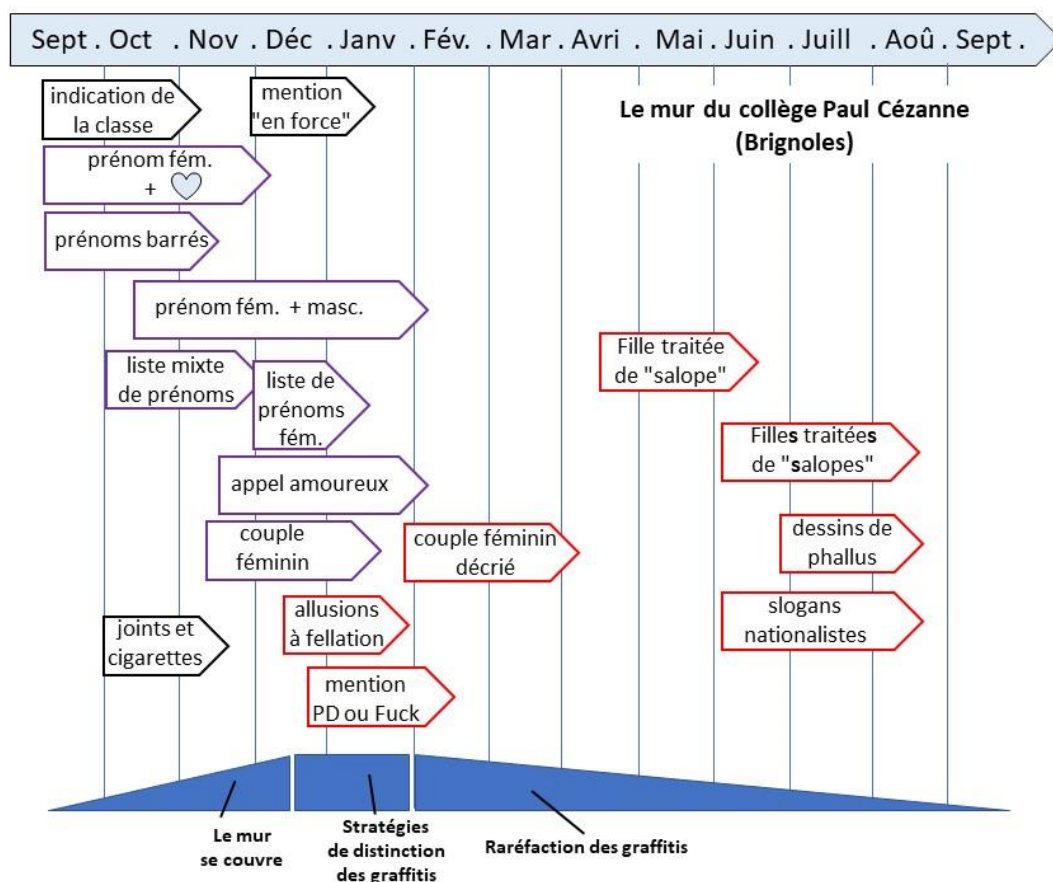 Sept . Oct . Nov . Déc . Janv . Fév. . Mar . Avri . Mai . Juin . Juill . Aoû . Sept .
indication de
la classe
mention
"en force"
Le mur du collège Paul Cézanne
(Brignoles)
prénom fém.
+
prénoms barrés
prénom fém. + masc.
liste mixte
de prénoms
liste de
prénoms
fém.
Fille traitée
de "salope"
Filles traitées
de "salopes"
appel amoureux
couple
féminin
couple féminin
décrié
dessins de
phallus
allusions
à fellation
joints et
cigarettes
slogans
nationalistes
mention
PD ou Fuck
Le mur
se couvre
Stratégies
de distinction
des graffitis
Raréfaction des graffitis